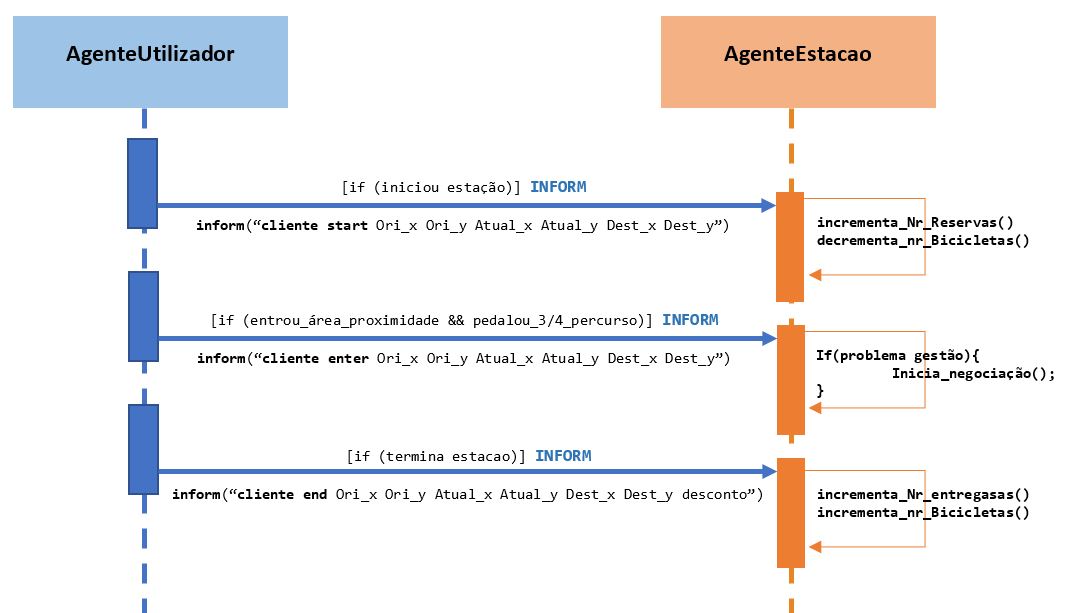 AgenteUtilizador
AgenteEstacao
[if (iniciou estação)] INFORM
inform(“cliente start Ori_x Ori_y Atual_x Atual_y Dest_x Dest_y”)
incrementa_Nr_Reservas()
decrementa_nr_Bicicletas()
[if (entrou_área_proximidade && pedalou_3/4_percurso)] INFORM
inform(“cliente enter Ori_x Ori_y Atual_x Atual_y Dest_x Dest_y”)
If(problema gestão){
Inicia_negociação();
}
[if (termina estacao)] INFORM
inform(“cliente end Ori_x Ori_y Atual_x Atual_y Dest_x Dest_y desconto”)
incrementa_Nr_entregasas()
incrementa_nr_Bicicletas()